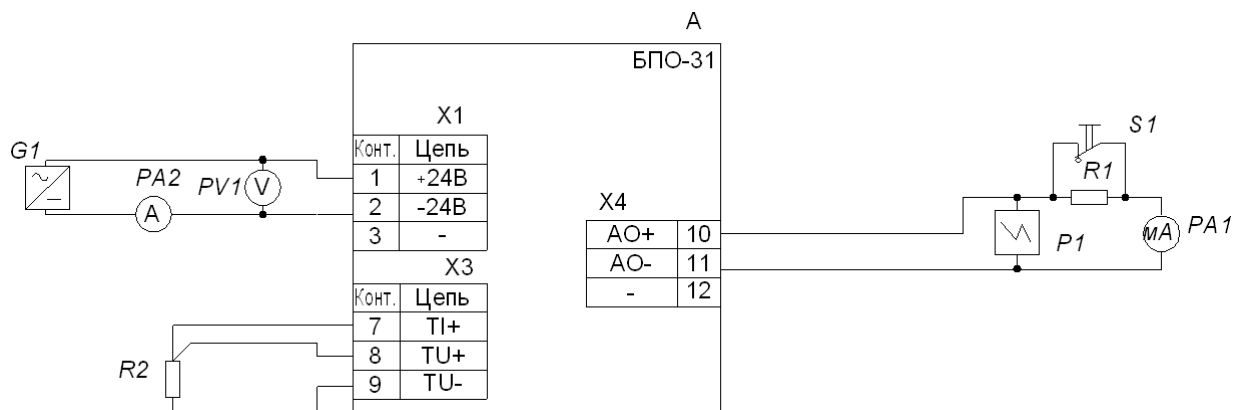 А
БПО-31
X1
Конт. Цепь
1 +24В
2 -24В
3 -
G1
PA2
A
PV1
V
X3
Конт. Цепь
7 TI+
8 TU+
9 TU-
R2
X4
AO+ 10
AO- 11
- 12
S1
R1
P1
мА
PA1